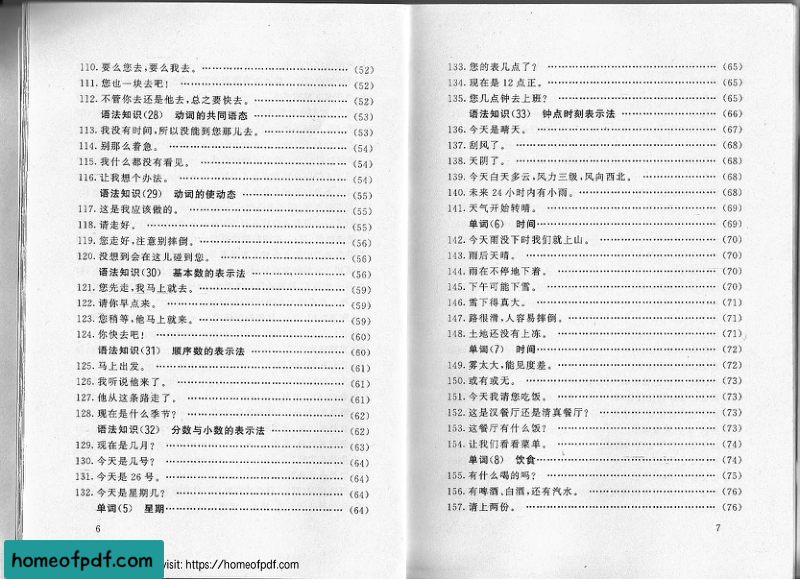 110. 要么您去,要么我去。 ……………………………… (52)
111. 您也一块去吧! ……………………………… (52)
112. 不管你去还是他去,总之要快去。 ……………………………… (52)
语法知识(28) 动词的共同语态 ……………………………… (53)
113. 我没有时间,所以没能到您那儿去。 ……………………………… (53)
114. 别那么着急。 ……………………………… (54)
115. 我什么都没有看见。 ……………………………… (54)
116. 让我想个办法。 ……………………………… (54)
语法知识(29) 动词的使动态 ……………………………… (55)
117. 这是我应该做的。 ……………………………… (55)
118. 请走好。 ……………………………… (55)
119. 您走好,注意别摔倒。 ……………………………… (56)
120. 没想到会在这儿碰到您。 ……………………………… (56)
语法知识(30) 基本数的表示法 ……………………………… (56)
121. 您先走,我马上就去。 ……………………………… (59)
122. 请你早点来。 ……………………………… (59)
123. 您稍等,他马上就来。 ……………………………… (59)
124. 你快去吧! ……………………………… (60)
语法知识(31) 顺序数的表示法 ……………………………… (60)
125. 马上出发。 ……………………………… (61)
126. 我听说他来了。 ……………………………… (61)
127. 他从这条路走了。 ……………………………… (61)
128. 现在是什么季节? ……………………………… (62)
语法知识(32) 分数与小数的表示法 ……………………………… (62)
129. 现在是几月? ……………………………… (63)
130. 今天是几号? ……………………………… (64)
131. 今天是 26 号。 ……………………………… (64)
132. 今天是星期几? ……………………………… (64)
单词(5) 星期 ……………………………… (64)
6
133. 您的表几点了? ……………………………… (65)
134. 现在是 12 点正。 ……………………………… (65)
135. 您几点钟去上班? ……………………………… (65)
语法知识(33) 钟点时刻表示法 ……………………………… (66)
136. 今天是晴天。 ……………………………… (67)
137. 刮风了。 ……………………………… (68)
138. 天阴了。 ……………………………… (68)
139. 今天白天多云,风力三级,风向西北。 ……………………………… (68)
140. 未来 24 小时内有小雨。 ……………………………… (68)
141. 天气开始转晴。 ……………………………… (69)
单词(6) 时间 ……………………………… (69)
142. 今天雨没下时我们就上山。 ……………………………… (70)
143. 雨后天晴。 ……………………………… (70)
144. 雨在不停地下着。 ……………………………… (70)
145. 下午可能下雪。 ……………………………… (70)
146. 雪下得真大。 ……………………………… (71)
147. 路很滑,人容易摔倒。 ……………………………… (71)
148. 土地还没有上冻。 ……………………………… (71)
单词(7) 时间 ……………………………… (72)
149. 雾太大,能见度差。 ……………………………… (72)
150. 或有或无。 ……………………………… (73)
151. 今天我请您吃饭。 ……………………………… (73)
152. 这是汉餐厅还是清真餐厅? ……………………………… (73)
153. 这餐厅有什么饭? ……………………………… (73)
154. 让我们看看菜单。 ……………………………… (74)
单词(8) 饮食 ……………………………… (74)
155. 有什么喝的吗? ……………………………… (75)
156. 有啤酒、白酒,还有汽水。 ……………………………… (76)
157. 请上两份。 ……………………………… (76)
7
homeofpdf.com
visit: https://homeofpdf.com